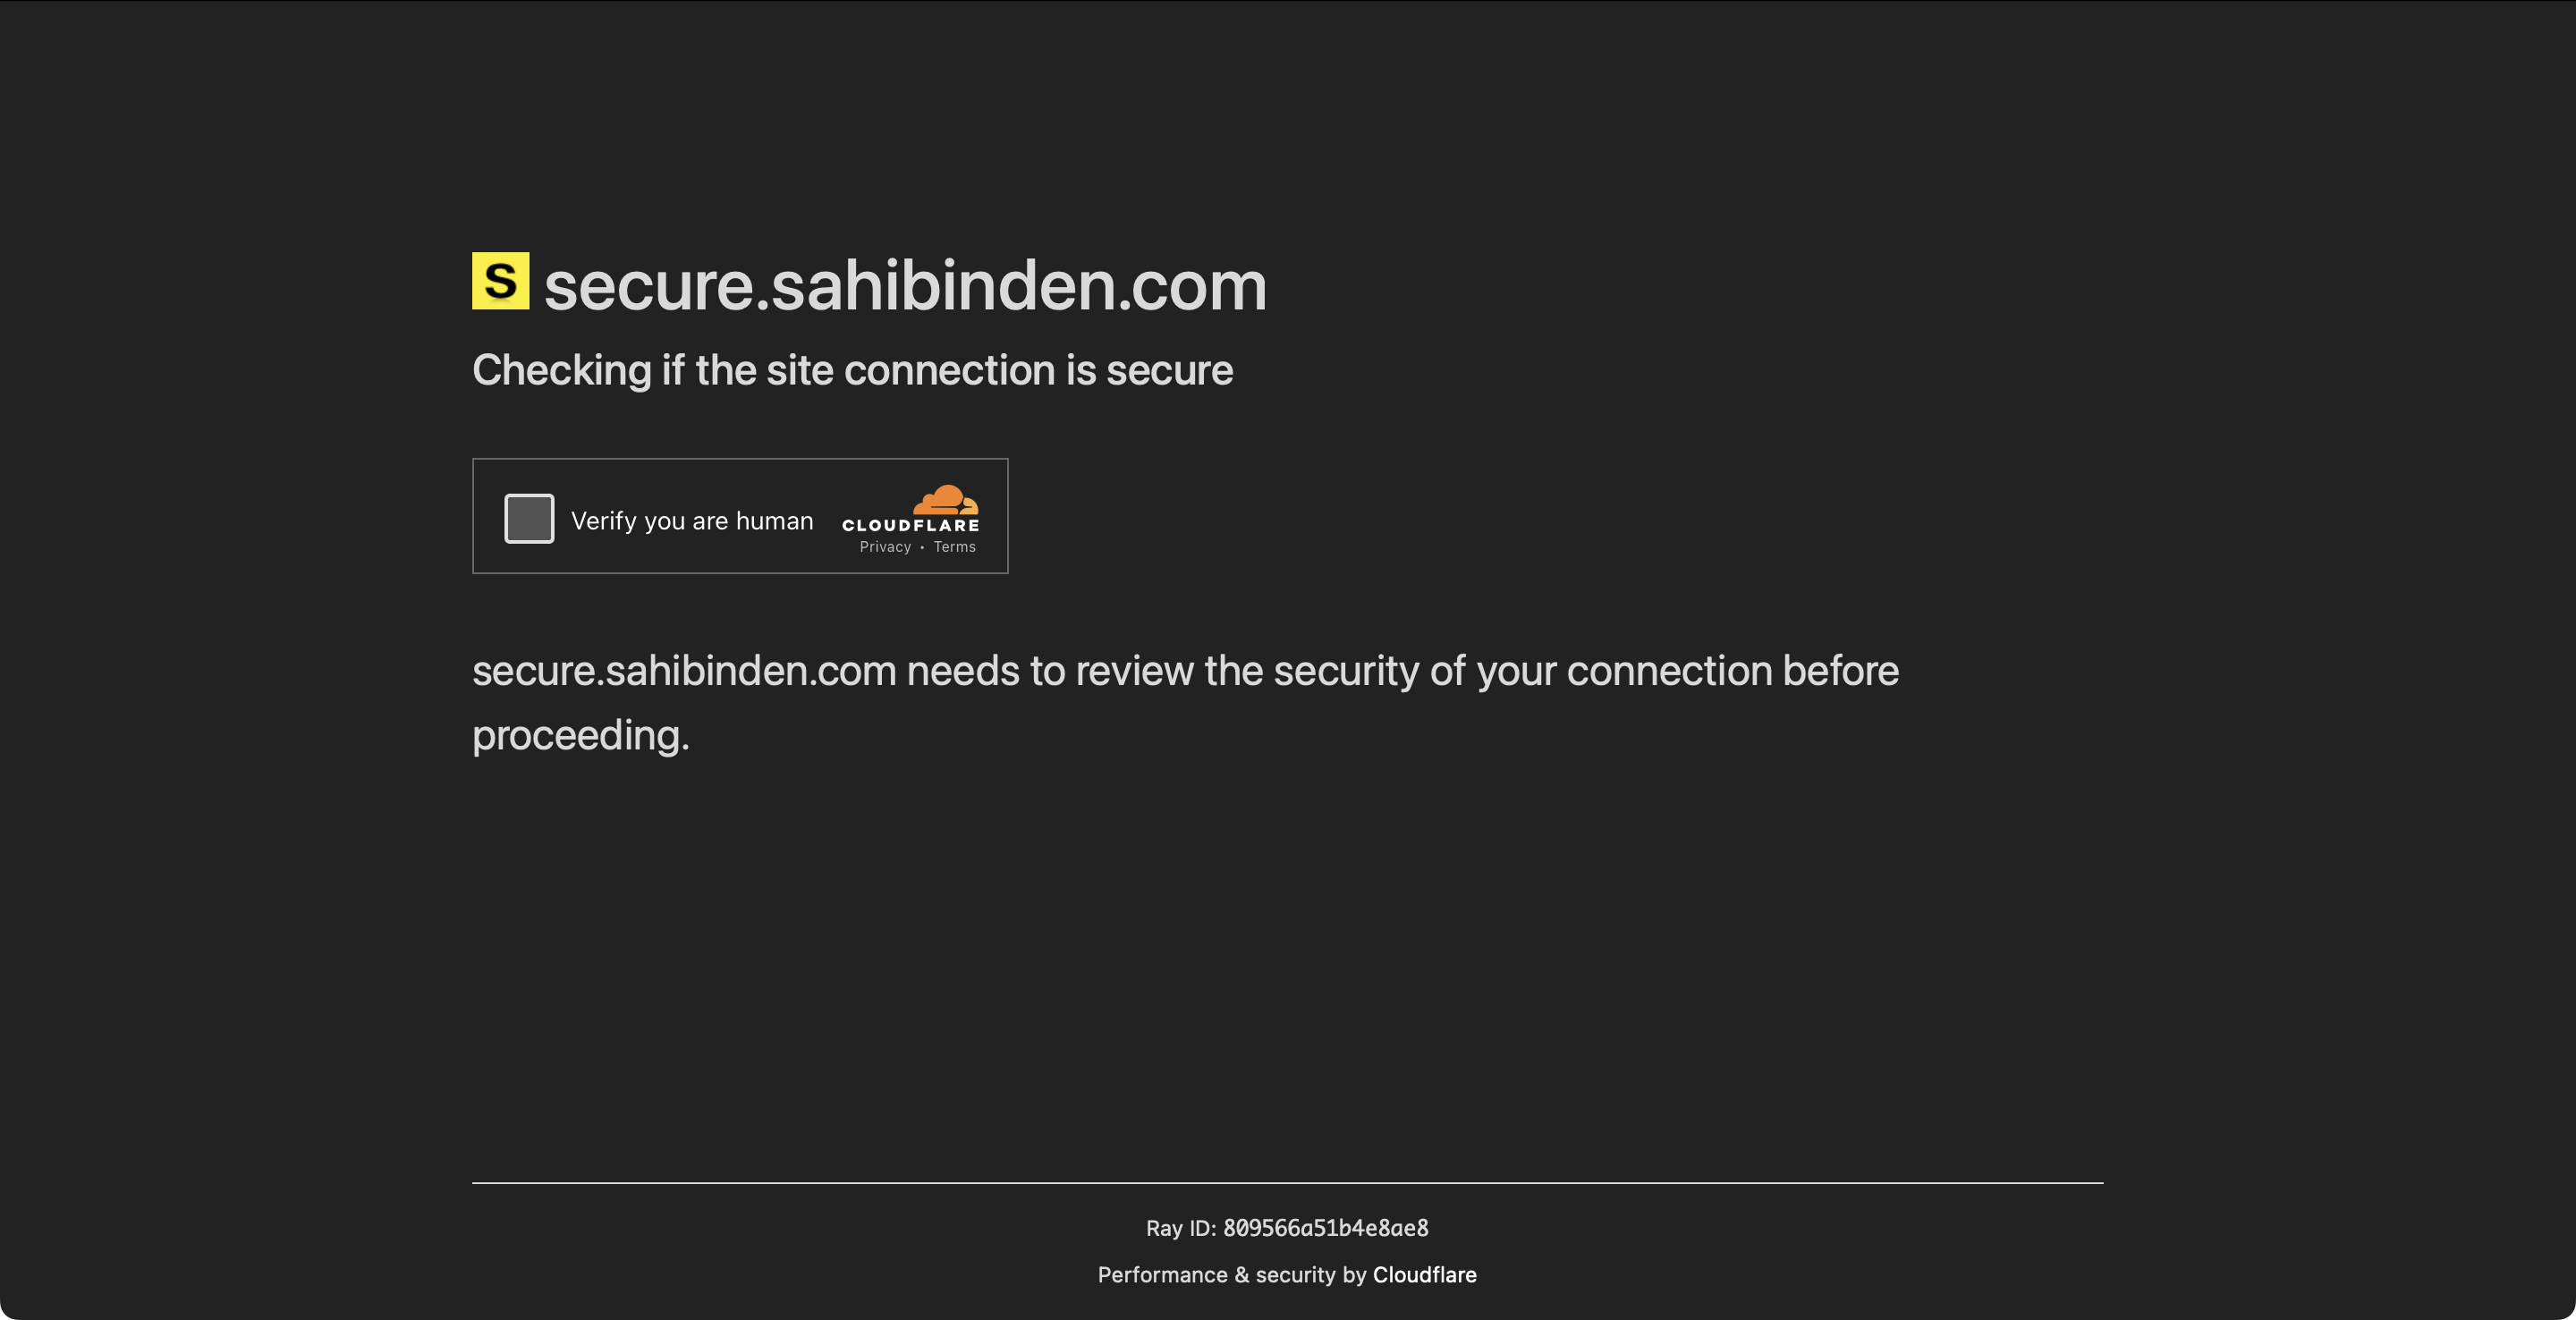 S secure.sahibinden.com
Checking if the site connection is secure
Verify you are human
CLOUDFLARE
Privacy • Terms
secure.sahibinden.com needs to review the security of your connection before
proceeding.
Ray ID: 809566a51b4e8ae8
Performance & security by Cloudflare